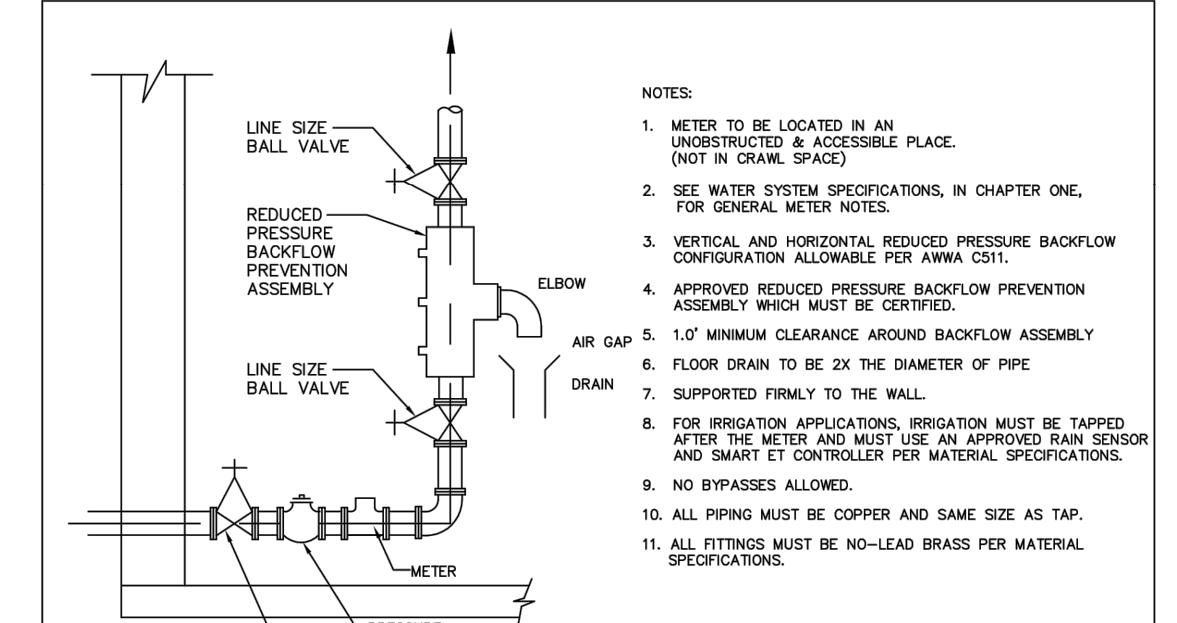 LINE SIZE
BALL VALVE
REDUCED
PRESSURE
BACKFLOW
PREVENTION
ASSEMBLY
ELBOW
AIR GAP
DRAIN
LINE SIZE
BALL VALVE
METER
PRESSURE
NOTES:
1. METER TO BE LOCATED IN AN
UNOBSTRUCTED & ACCESSIBLE PLACE.
(NOT IN CRAWL SPACE)
2. SEE WATER SYSTEM SPECIFICATIONS, IN CHAPTER ONE,
FOR GENERAL METER NOTES.
3. VERTICAL AND HORIZONTAL REDUCED PRESSURE BACKFLOW
CONFIGURATION ALLOWABLE PER AWWA C511.
4. APPROVED REDUCED PRESSURE BACKFLOW PREVENTION
ASSEMBLY WHICH MUST BE CERTIFIED.
5. 1.0' MINIMUM CLEARANCE AROUND BACKFLOW ASSEMBLY
6. FLOOR DRAIN TO BE 2X THE DIAMETER OF PIPE
7. SUPPORTED FIRMLY TO THE WALL.
8. FOR IRRIGATION APPLICATIONS, IRRIGATION MUST BE TAPPED
AFTER THE METER AND MUST USE AN APPROVED RAIN SENSOR
AND SMART ET CONTROLLER PER MATERIAL SPECIFICATIONS.
9. NO BYPASSES ALLOWED.
10. ALL PIPING MUST BE COPPER AND SAME SIZE AS TAP.
11. ALL FITTINGS MUST BE NO-LEAD BRASS PER MATERIAL
SPECIFICATIONS.